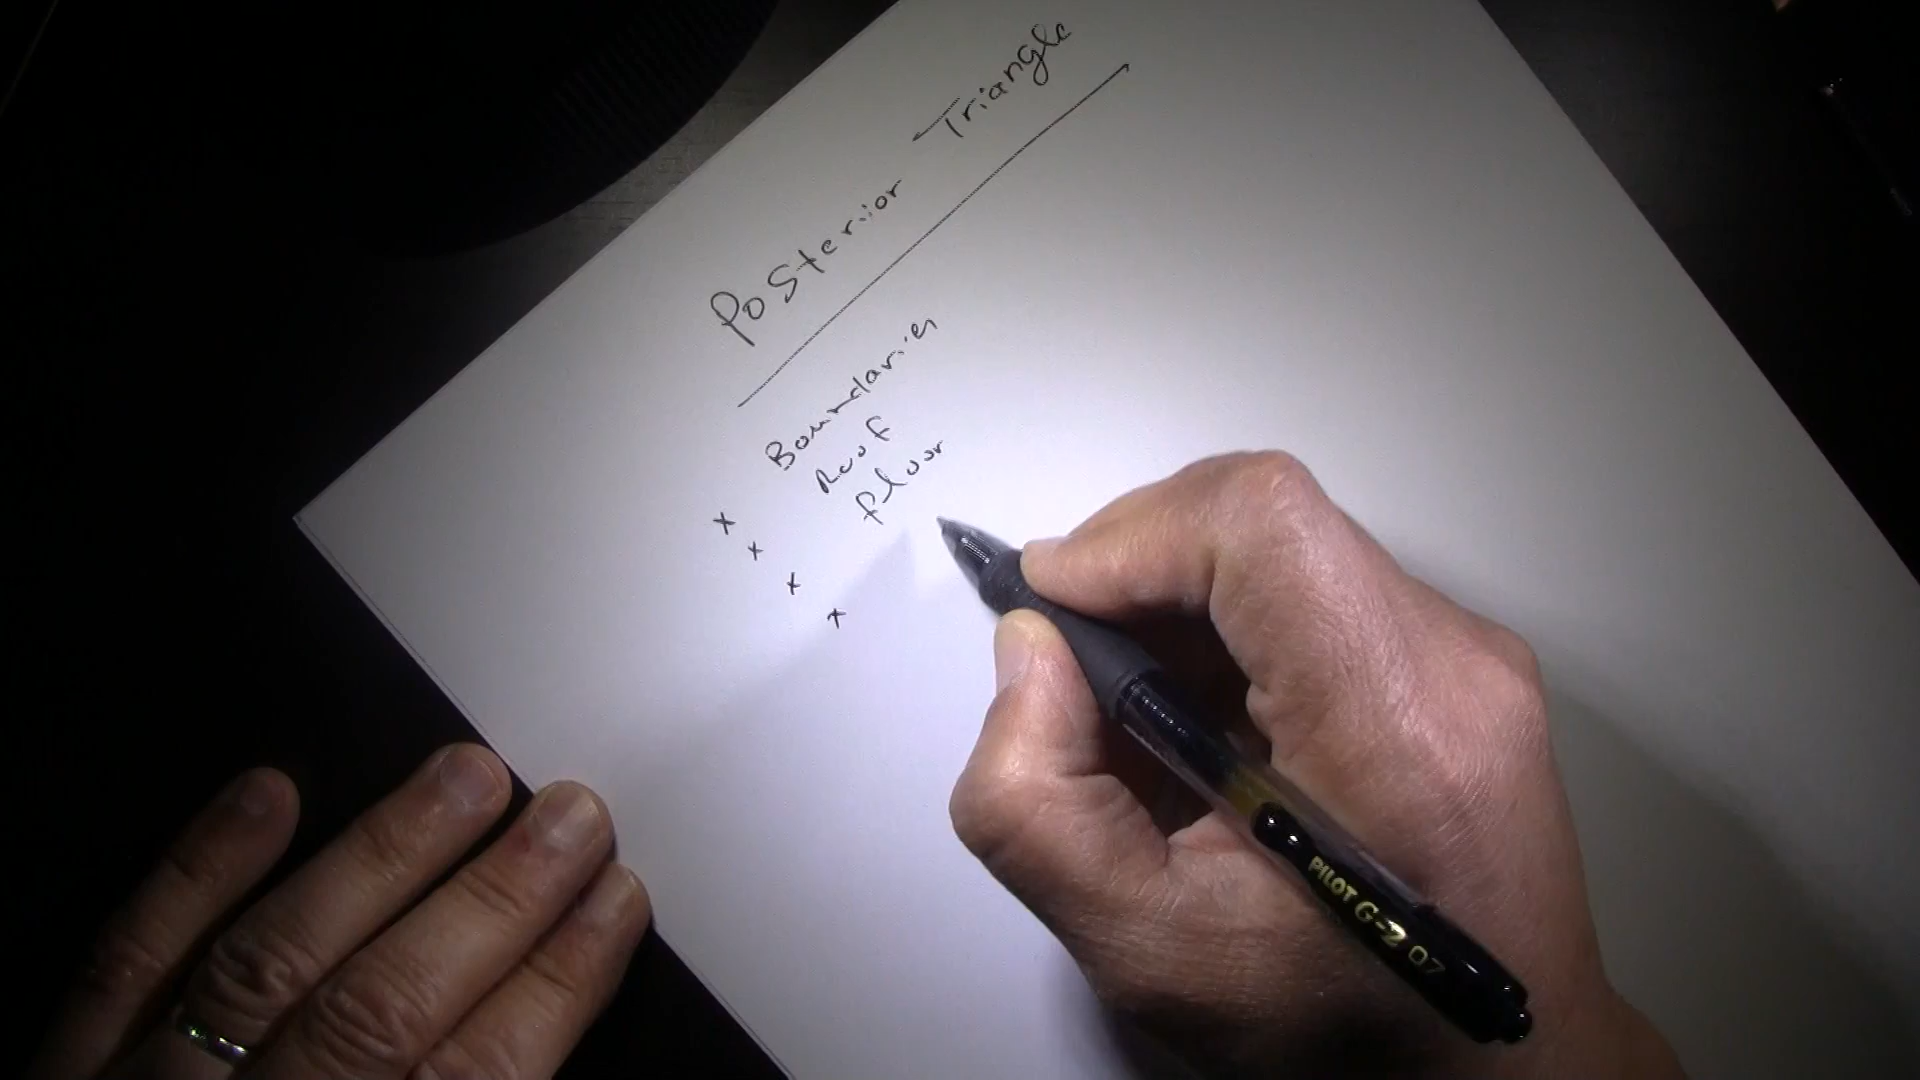 Posterior Triangle
Boundaries
Roof
floor
x
x
x
x
PILOT G-2 07